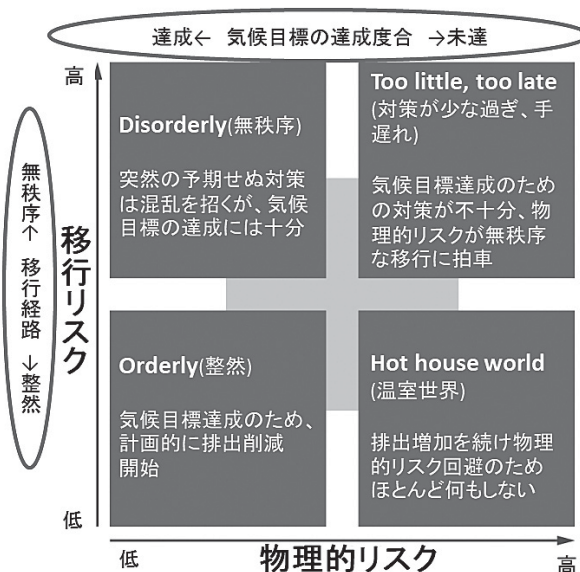 達成← 気候目標の達成度合 →未達
高
Disorderly(無秩序)
突然の予期せぬ対策
は混乱を招くが、気候
目標の達成には十分
Too little, too late
(対策が少な過ぎ、手
遅れ)
気候目標達成のため
の対策が不十分、物
理的リスクが無秩序
な移行に拍車
無秩序↑ 移行経路 ↓整然
移行リスク
Orderly(整然)
気候目標達成のため、
計画的に排出削減
開始
Hot house world
(温室世界)
排出増加を続け物理
的リスク回避のため
ほとんど何もしない
低
低
物理的リスク
高